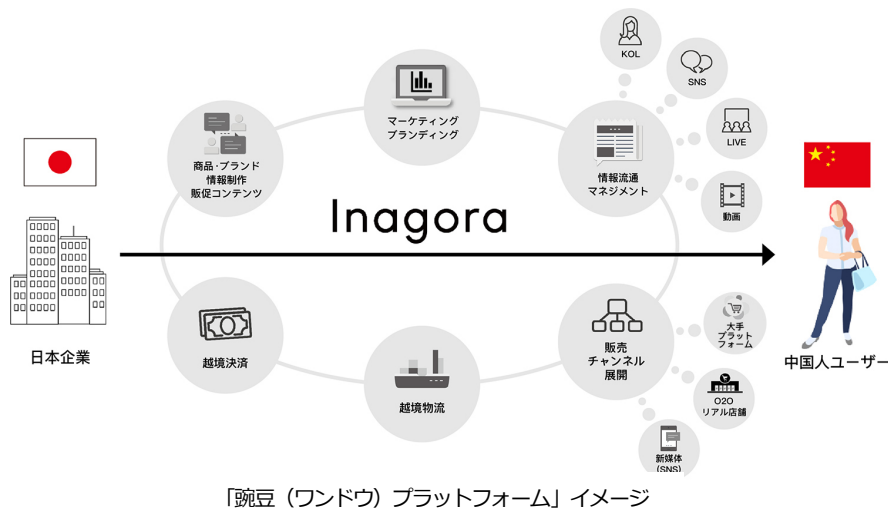 KOL
SNS
マーケティング
ブランディング
LIVE
商品・ブランド
情報制作
販促コンテンツ
情報流通
マネジメント
動画
Inagora
日本企業
中国人ユーザー
越境決済
越境物流
販売
チャンネル
展開
大手
プラット
フォーム
O2O
リアル店舗
新媒体
(SNS)
「豌豆（ワンドウ）プラットフォーム」イメージ